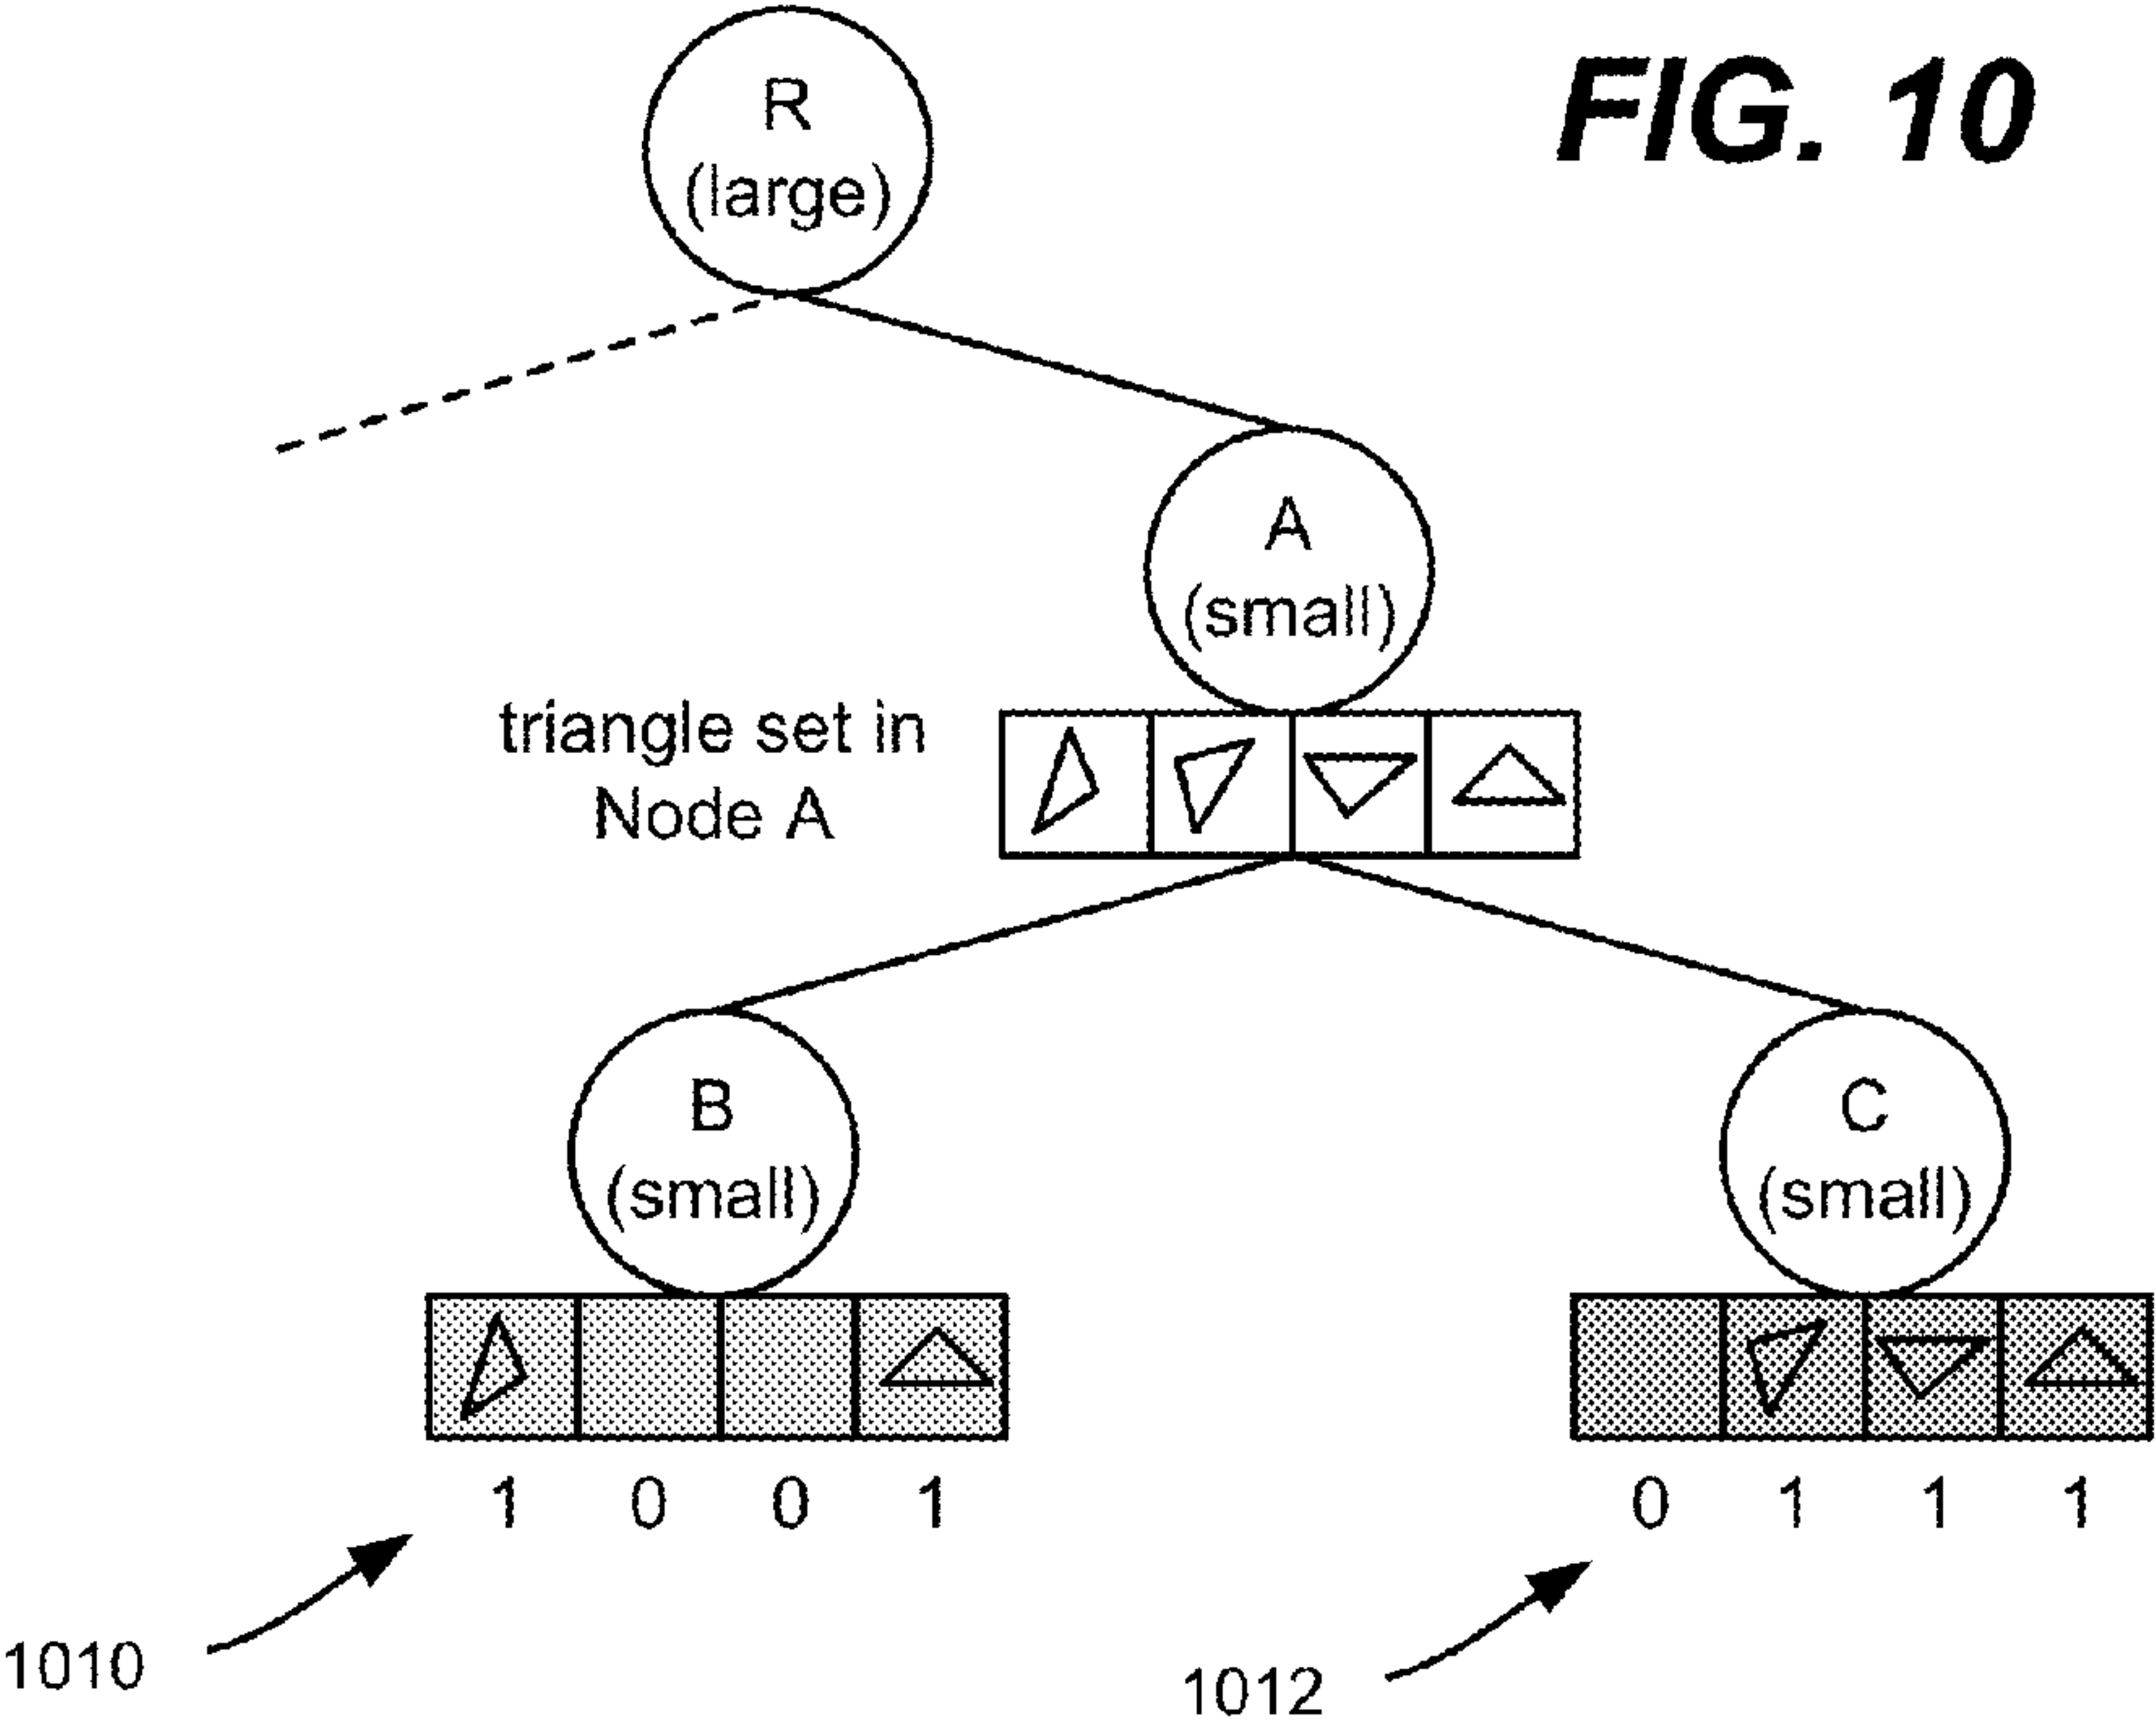 FIG. 10
R
(large)
A
(small)
triangle set in
Node A
B
(small)
C
(small)
1 0 0 1
0 1 1 1
1010
1012